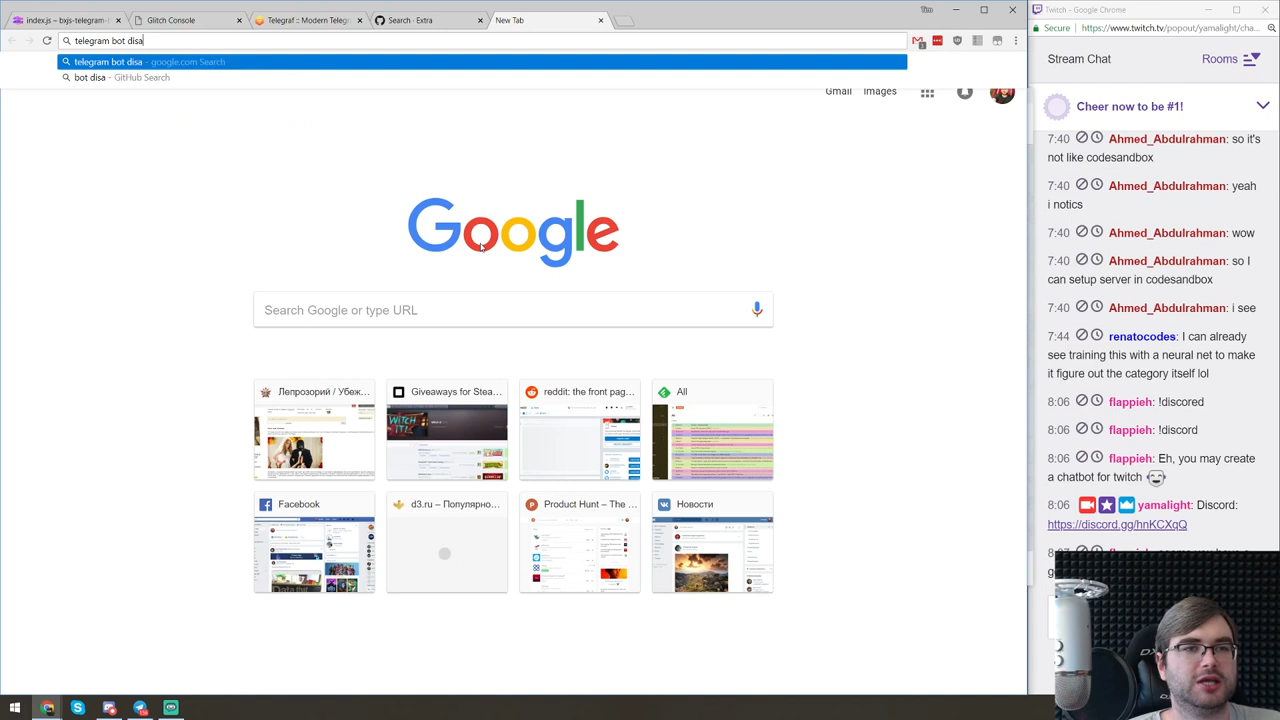 index.js – bxjs-telegram-
Glitch Console
Telegraf :: Modern Telegr
Search · Extra
New Tab
Tim
telegram bot disa
telegram bot disa - google.com Search
bot disa - GitHub Search
Gmail
Images
Google
Search Google or type URL
Лепрозорий / Убеж...
Giveaways for Stea...
reddit: the front pag...
All
Facebook
d3.ru – Популярно...
Product Hunt – The ...
Новости
Twitch - Google Chrome
Secure
https://www.twitch.tv/popout/yamalight/cha...
Stream Chat
Rooms
Cheer now to be #1!
7:40 Ahmed_Abdulrahman: so it's
not like codesandbox
7:40 Ahmed_Abdulrahman: yeah
i notics
7:40 Ahmed_Abdulrahman: wow
7:40 Ahmed_Abdulrahman: so I
can setup server in codesandbox
7:40 Ahmed_Abdulrahman: i see
7:44 renatocodes: I can already
see training this with a neural net to make
it figure out the category itself lol
8:06 flappieh: !discored
8:06 flappieh: !discord
8:06 flappieh: Eh, you may create
a chatbot for twitch
8:06 yamalight: Discord:
https://discord.gg/hnKCXqQ